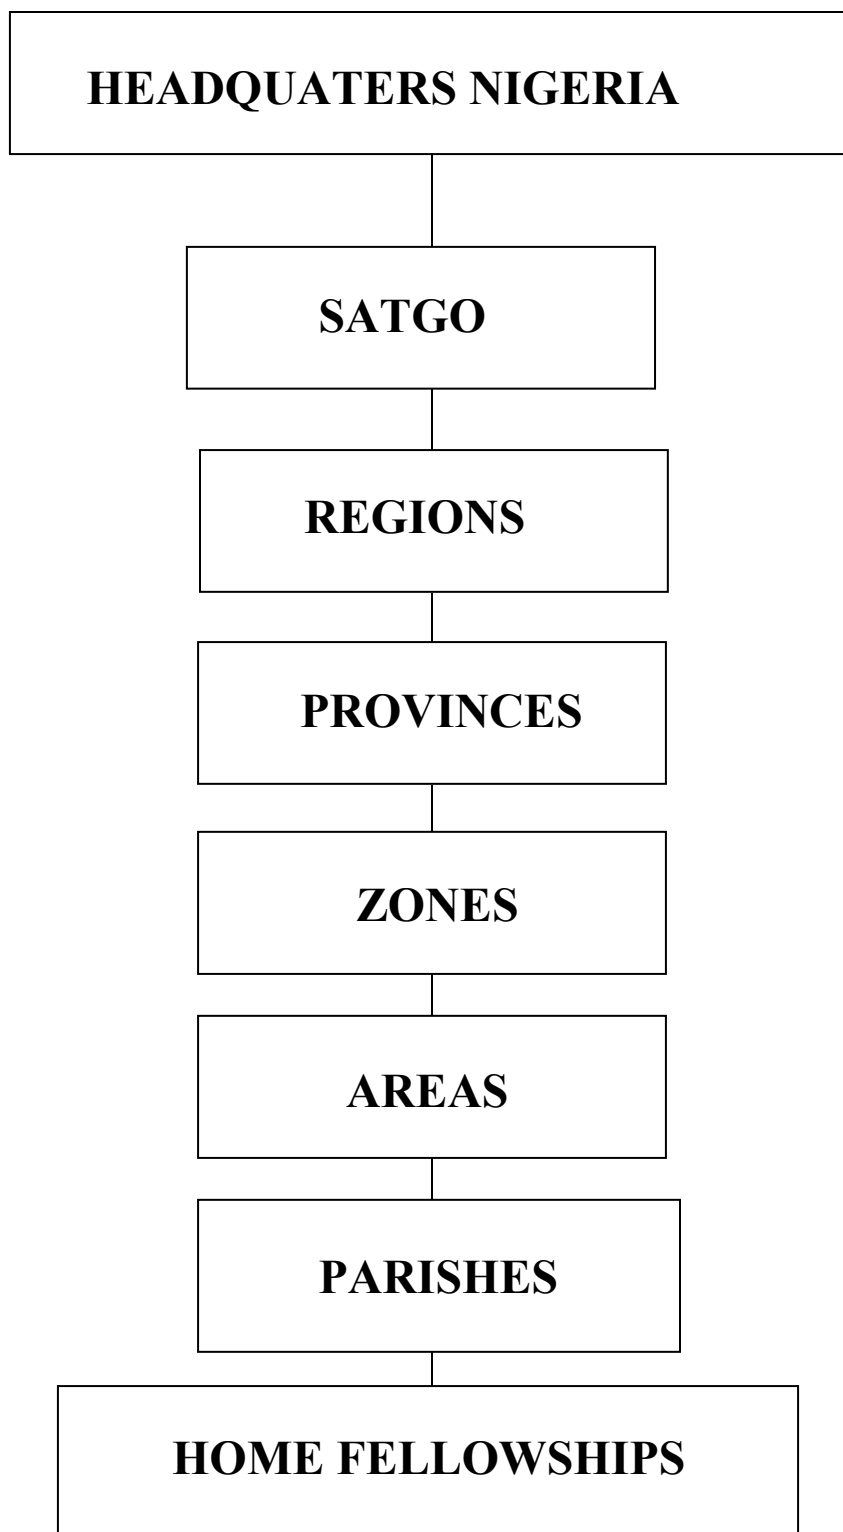 HEADQUATERS NIGERIA
SATGO
REGIONS
PROVINCES
ZONES
AREAS
PARISHES
HOME FELLOWSHIPS